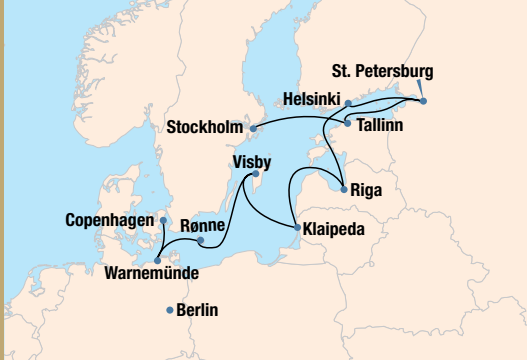 St. Petersburg
Helsinki
Stockholm
Tallinn
Visby
Riga
Copenhagen
Rønne
Klaipeda
Warnemünde
Berlin